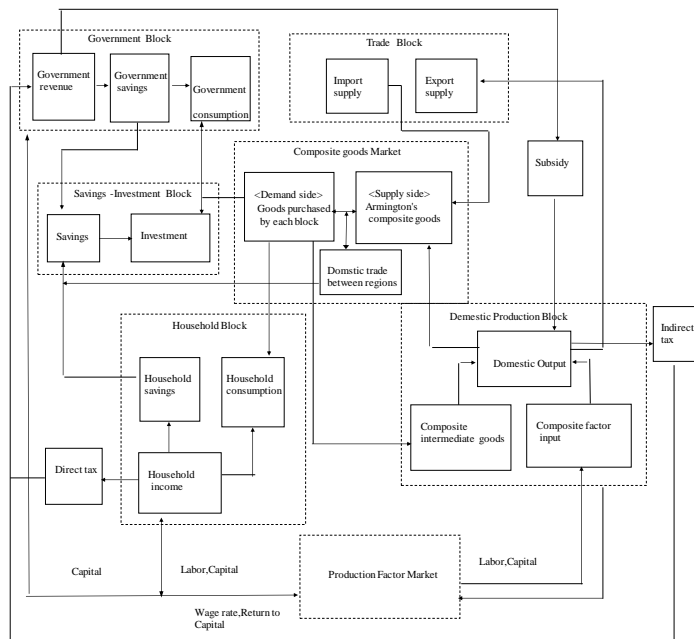 Government Block
Government
revenue
Government
savings
Government
consumption
Trade Block
Import
supply
Export
supply
Subsidy
Composite goods Market
<Demand side>
Goods purchased
by each block
<Supply side>
Armington's
composite goods
Domstic trade
between regions
Savings -Investment Block
Savings
Investment
Household Block
Household
savings
Household
consumption
Household
income
Direct tax
Domestic Production Block
Domestic Output
Composite
intermediate goods
Composite factor
input
Indirect
tax
Capital
Labor,Capital
Production Factor Market
Labor,Capital
Wage rate,Return to
Capital